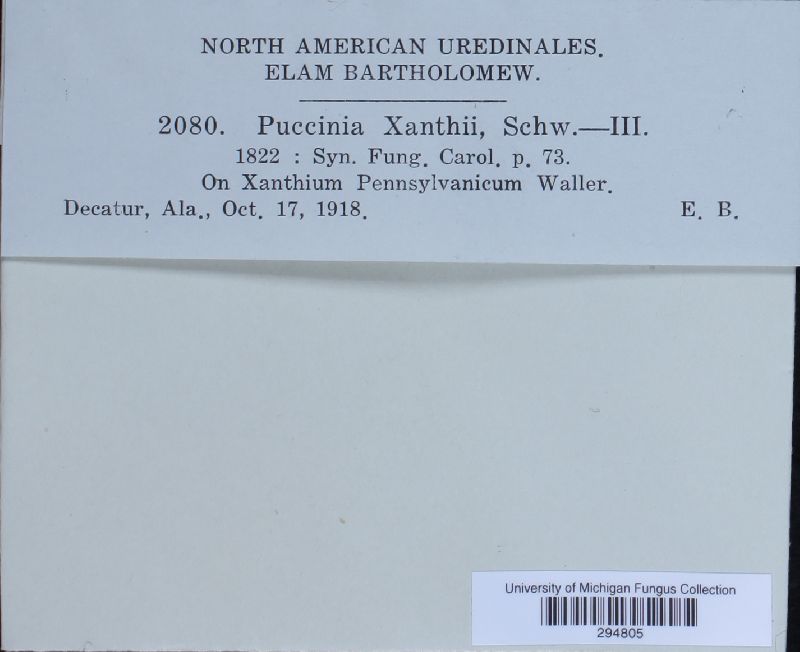 NORTH AMERICAN UREDINALES.
ELAM BARTHOLOMEW.
2080. Puccinia Xanthii, Schw.—III.
1822 : Syn. Fung. Carol. p. 73.
On Xanthium Pennsylvanicum Waller.
Decatur, Ala., Oct. 17, 1918. E. B.
University of Michigan Fungus Collection
294805